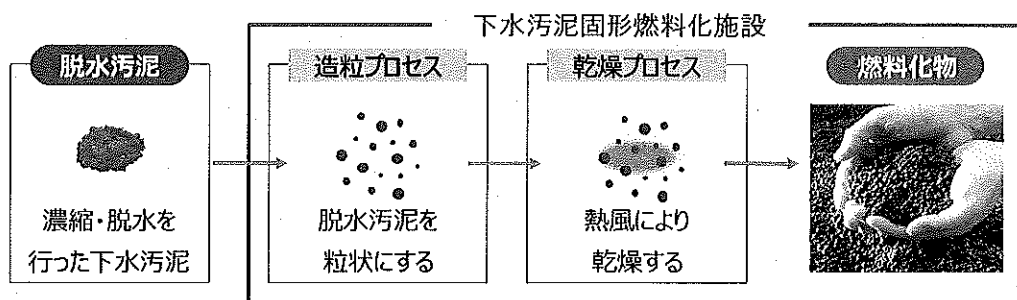 下水汚泥固形燃料化施設
脱水汚泥
造粒プロセス
乾燥プロセス
燃料化物
濃縮・脱水を
行った下水汚泥
脱水汚泥を
粒状にする
熱風により
乾燥する